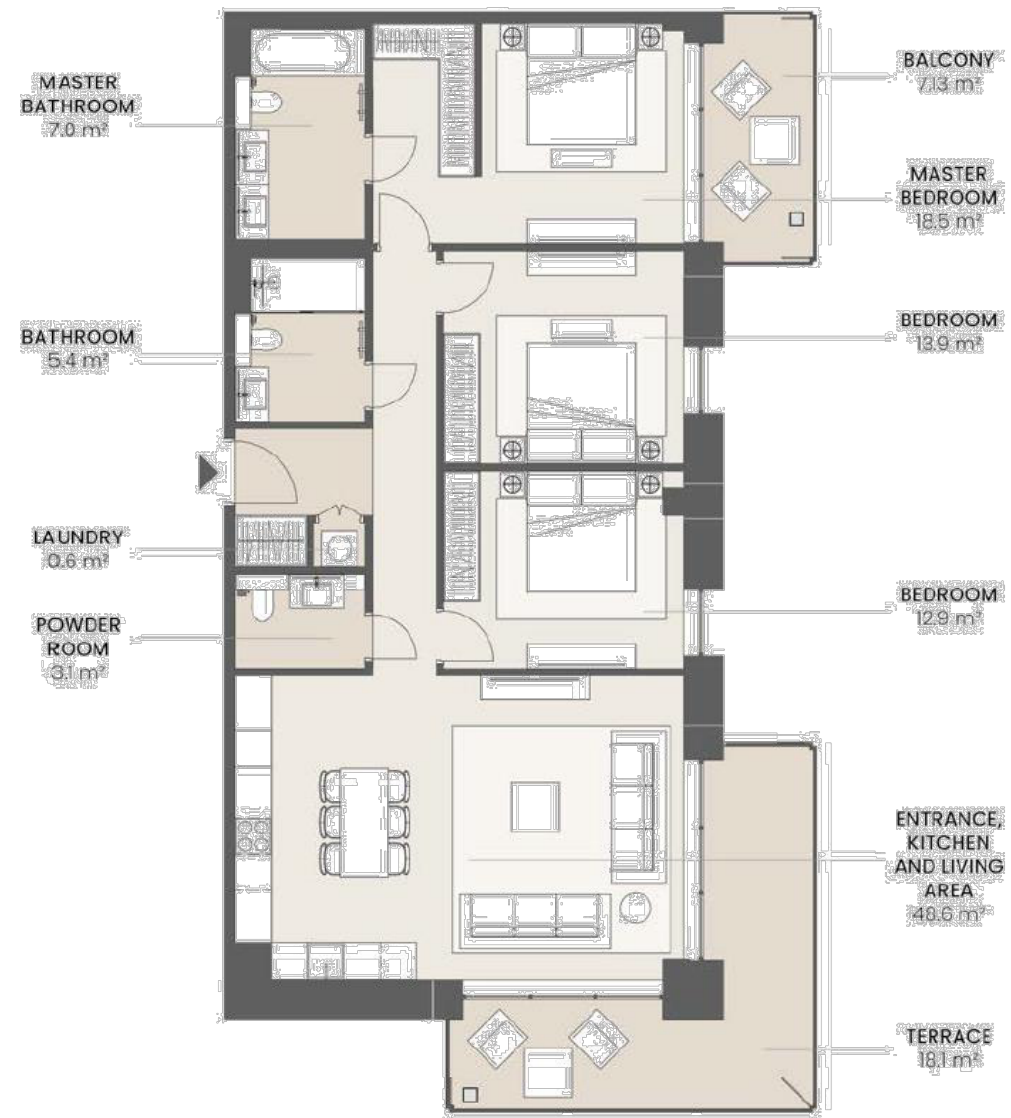 MASTER
BATHROOM
7.0 m²
BATHROOM
5.4 m²
LAUNDRY
0.6 m²
POWDER
ROOM
3.1 m²
BALCONY
7.13 m²
MASTER
BEDROOM
18.5 m²
BEDROOM
13.9 m²
BEDROOM
12.9 m²
ENTRANCE,
KITCHEN
AND LIVING
AREA
48.6 m²
TERRACE
18.1 m²